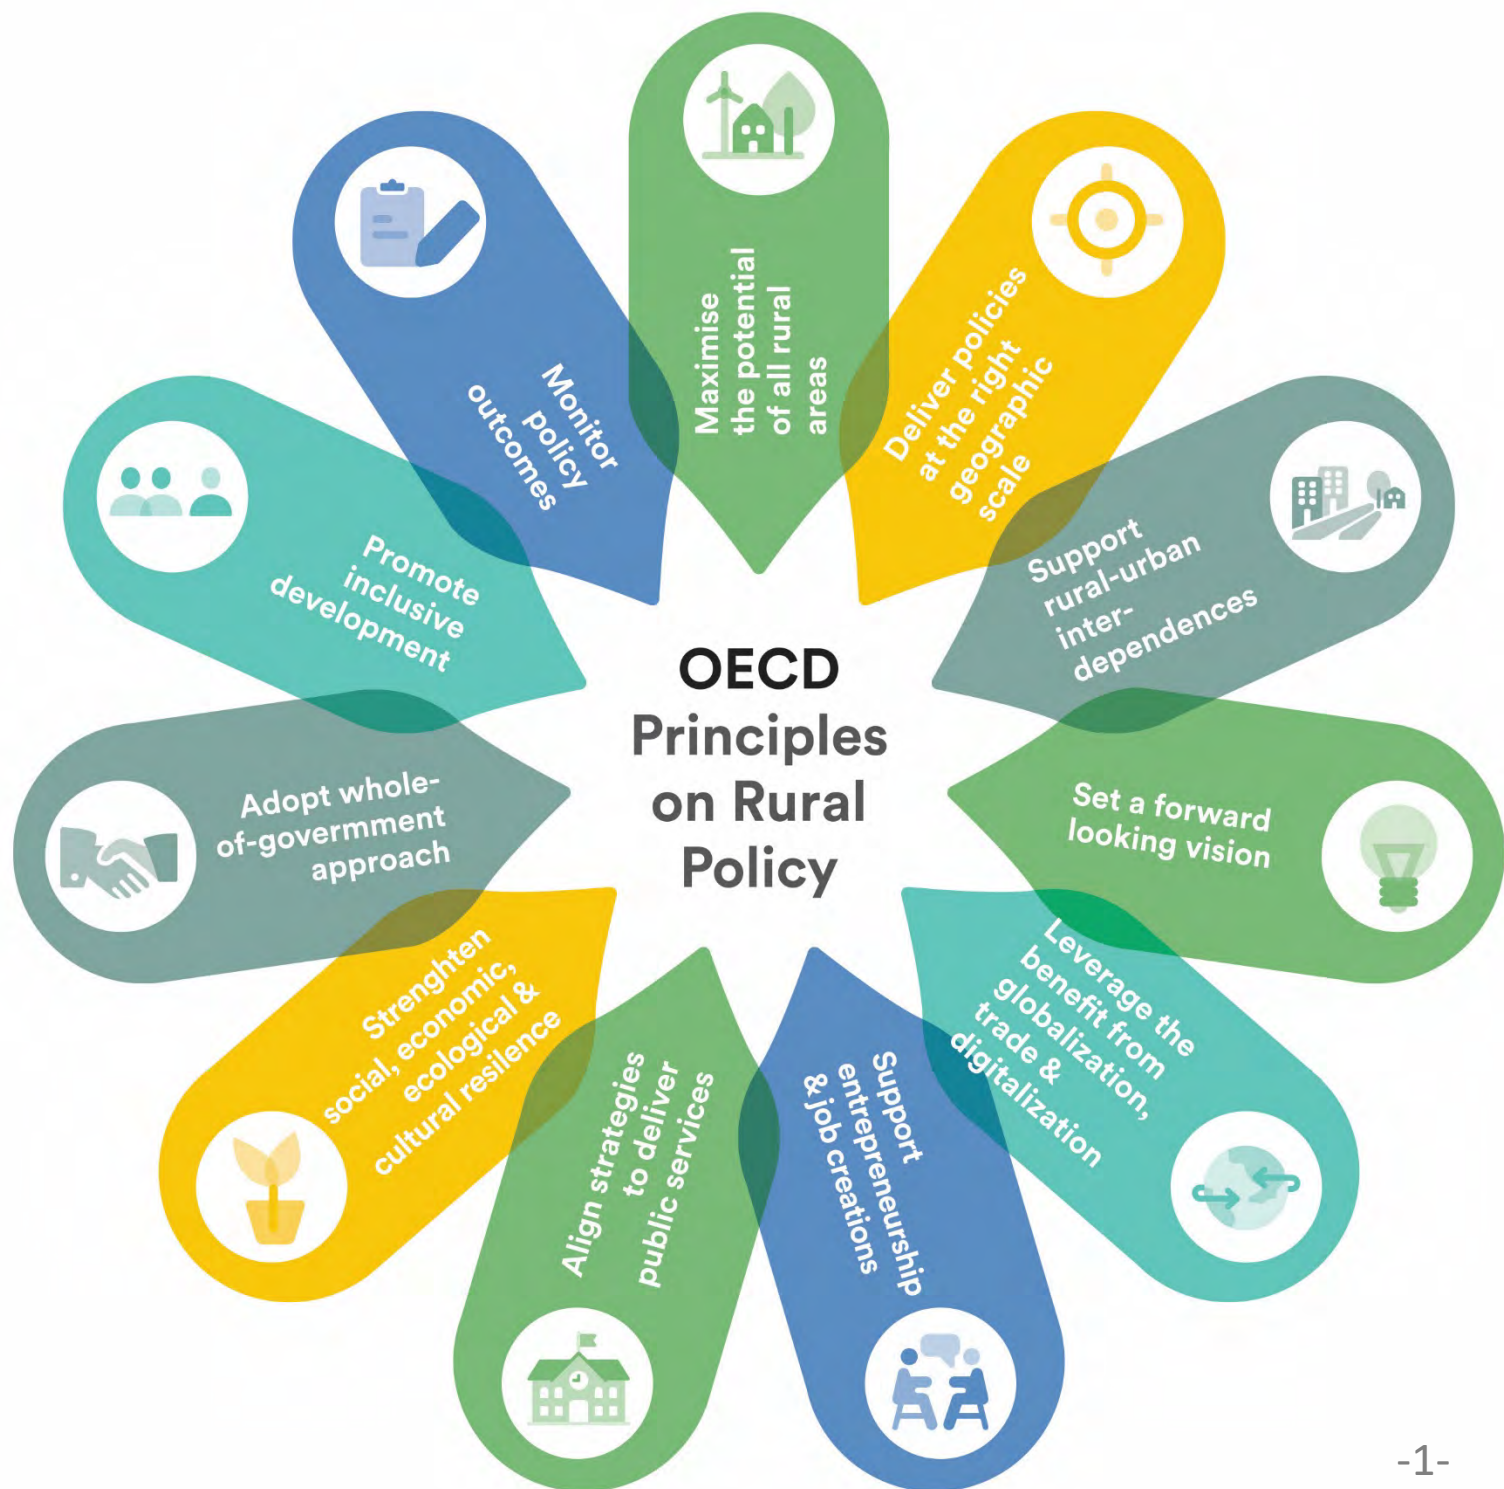 Maximise
the potential
of all rural
areas
Deliver policies
at the right
geographic
scale
Support
rural-urban
inter-
dependences
Set a forward
looking vision
Leverage the
benefit from
globalization,
trade &
digitalization
Support
entrepreneurship
& job creations
Align strategies
to deliver
public services
Strenghten
social, economic,
ecological &
cultural resilence
Adopt whole-
of-govermment
approach
Promote
inclusive
development
Monitor
policy
outcomes
OECD
Principles
on Rural
Policy
-1-